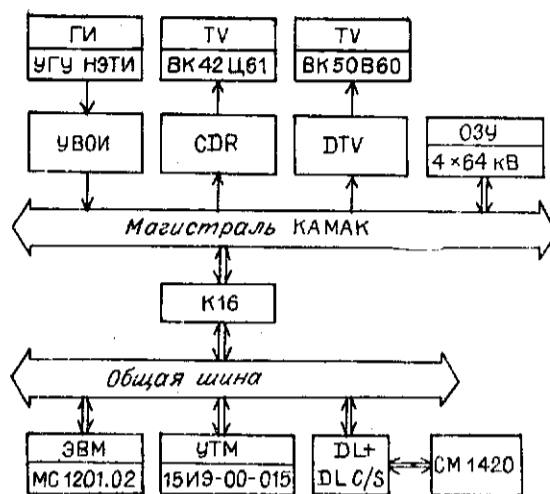 ГИ
УГУ НЭТИ
TV
ВК42Ц61
TV
ВК50В60
УВОИ
CDR
DTV
ОЗУ
4×64 кВ
Магистраль КАМАК
К16
Общая шина
ЭВМ
МС1201.02
УТМ
15ИЭ-00-015
DL+
DL C/S
СМ1420